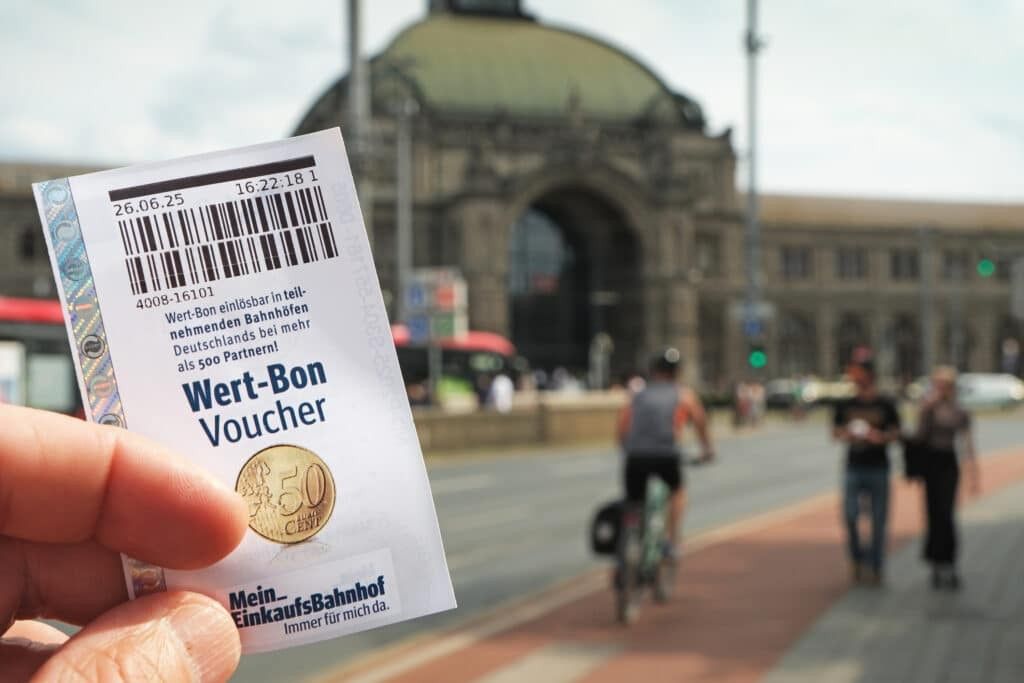 26.06.25 16:22:18 1
4008-16101
Wert-Bon einlösbar in teil-
nehmenden Bahnhöfen
Deutschlands bei mehr
als 500 Partnern!
Wert-Bon
Voucher
50
EURO
CENT
Mein_
EinkaufsBahnhof
Immer für mich da.